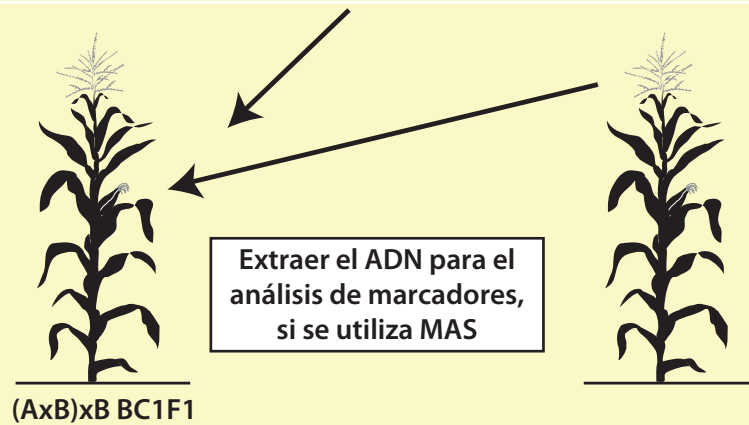 Extraer el ADN para el
análisis de marcadores,
si se utiliza MAS
(AxB)xB BC1F1